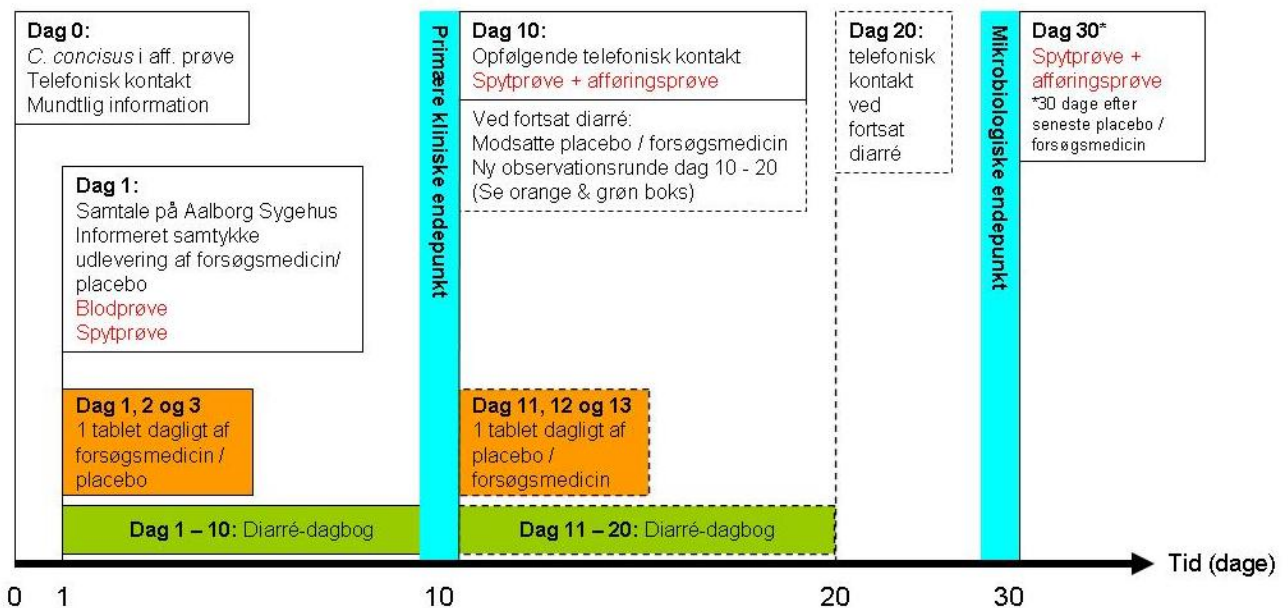 Dag 0:
C. concisus i aff. prøve
Telefonisk kontakt
Mundtlig information
Dag 1:
Samtale på Aalborg Sygehus
Informeret samtykke
udlevering af forsøgsmedicin/
placebo
Blodprøve
Spytprøve
Dag 1, 2 og 3
1 tablet dagligt af
forsøgsmedicin /
placebo
Dag 1 – 10: Diarré-dagbog
Primære kliniske endepunkt
Dag 10:
Opfølgende telefonisk kontakt
Spytprøve + afføringsprøve
Ved fortsat diarré:
Modsatte placebo / forsøgsmedicin
Ny observationsrunde dag 10 - 20
(Se orange & grøn boks)
Dag 11, 12 og 13
1 tablet dagligt af
placebo /
forsøgsmedicin
Dag 11 – 20: Diarré-dagbog
Dag 20:
telefonisk
kontakt
ved
fortsat
diarré
Mikrobiologiske endepunkt
Dag 30*
Spytprøve +
afføringsprøve
*30 dage efter
seneste placebo /
forsøgsmedicin
Tid (dage)
0 1 10 20 30